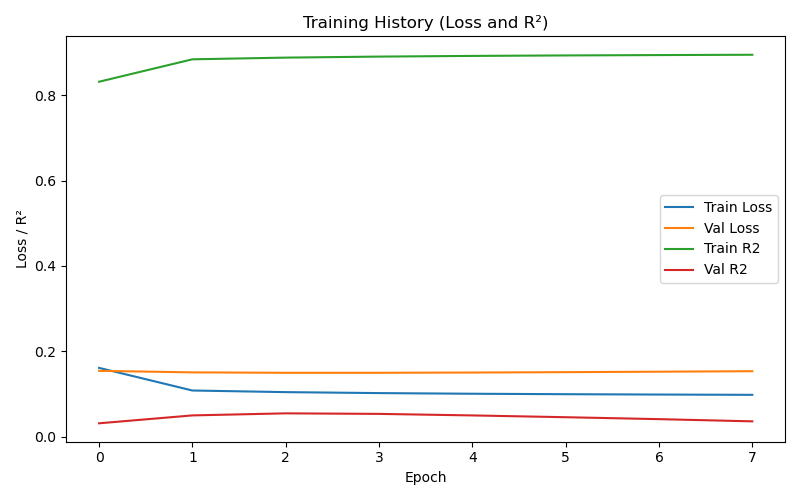 Training History (Loss and R²)
Loss / R²
0.8
0.6
0.4
0.2
0.0
Train Loss
Val Loss
Train R2
Val R2
0 1 2 3 4 5 6 7
Epoch